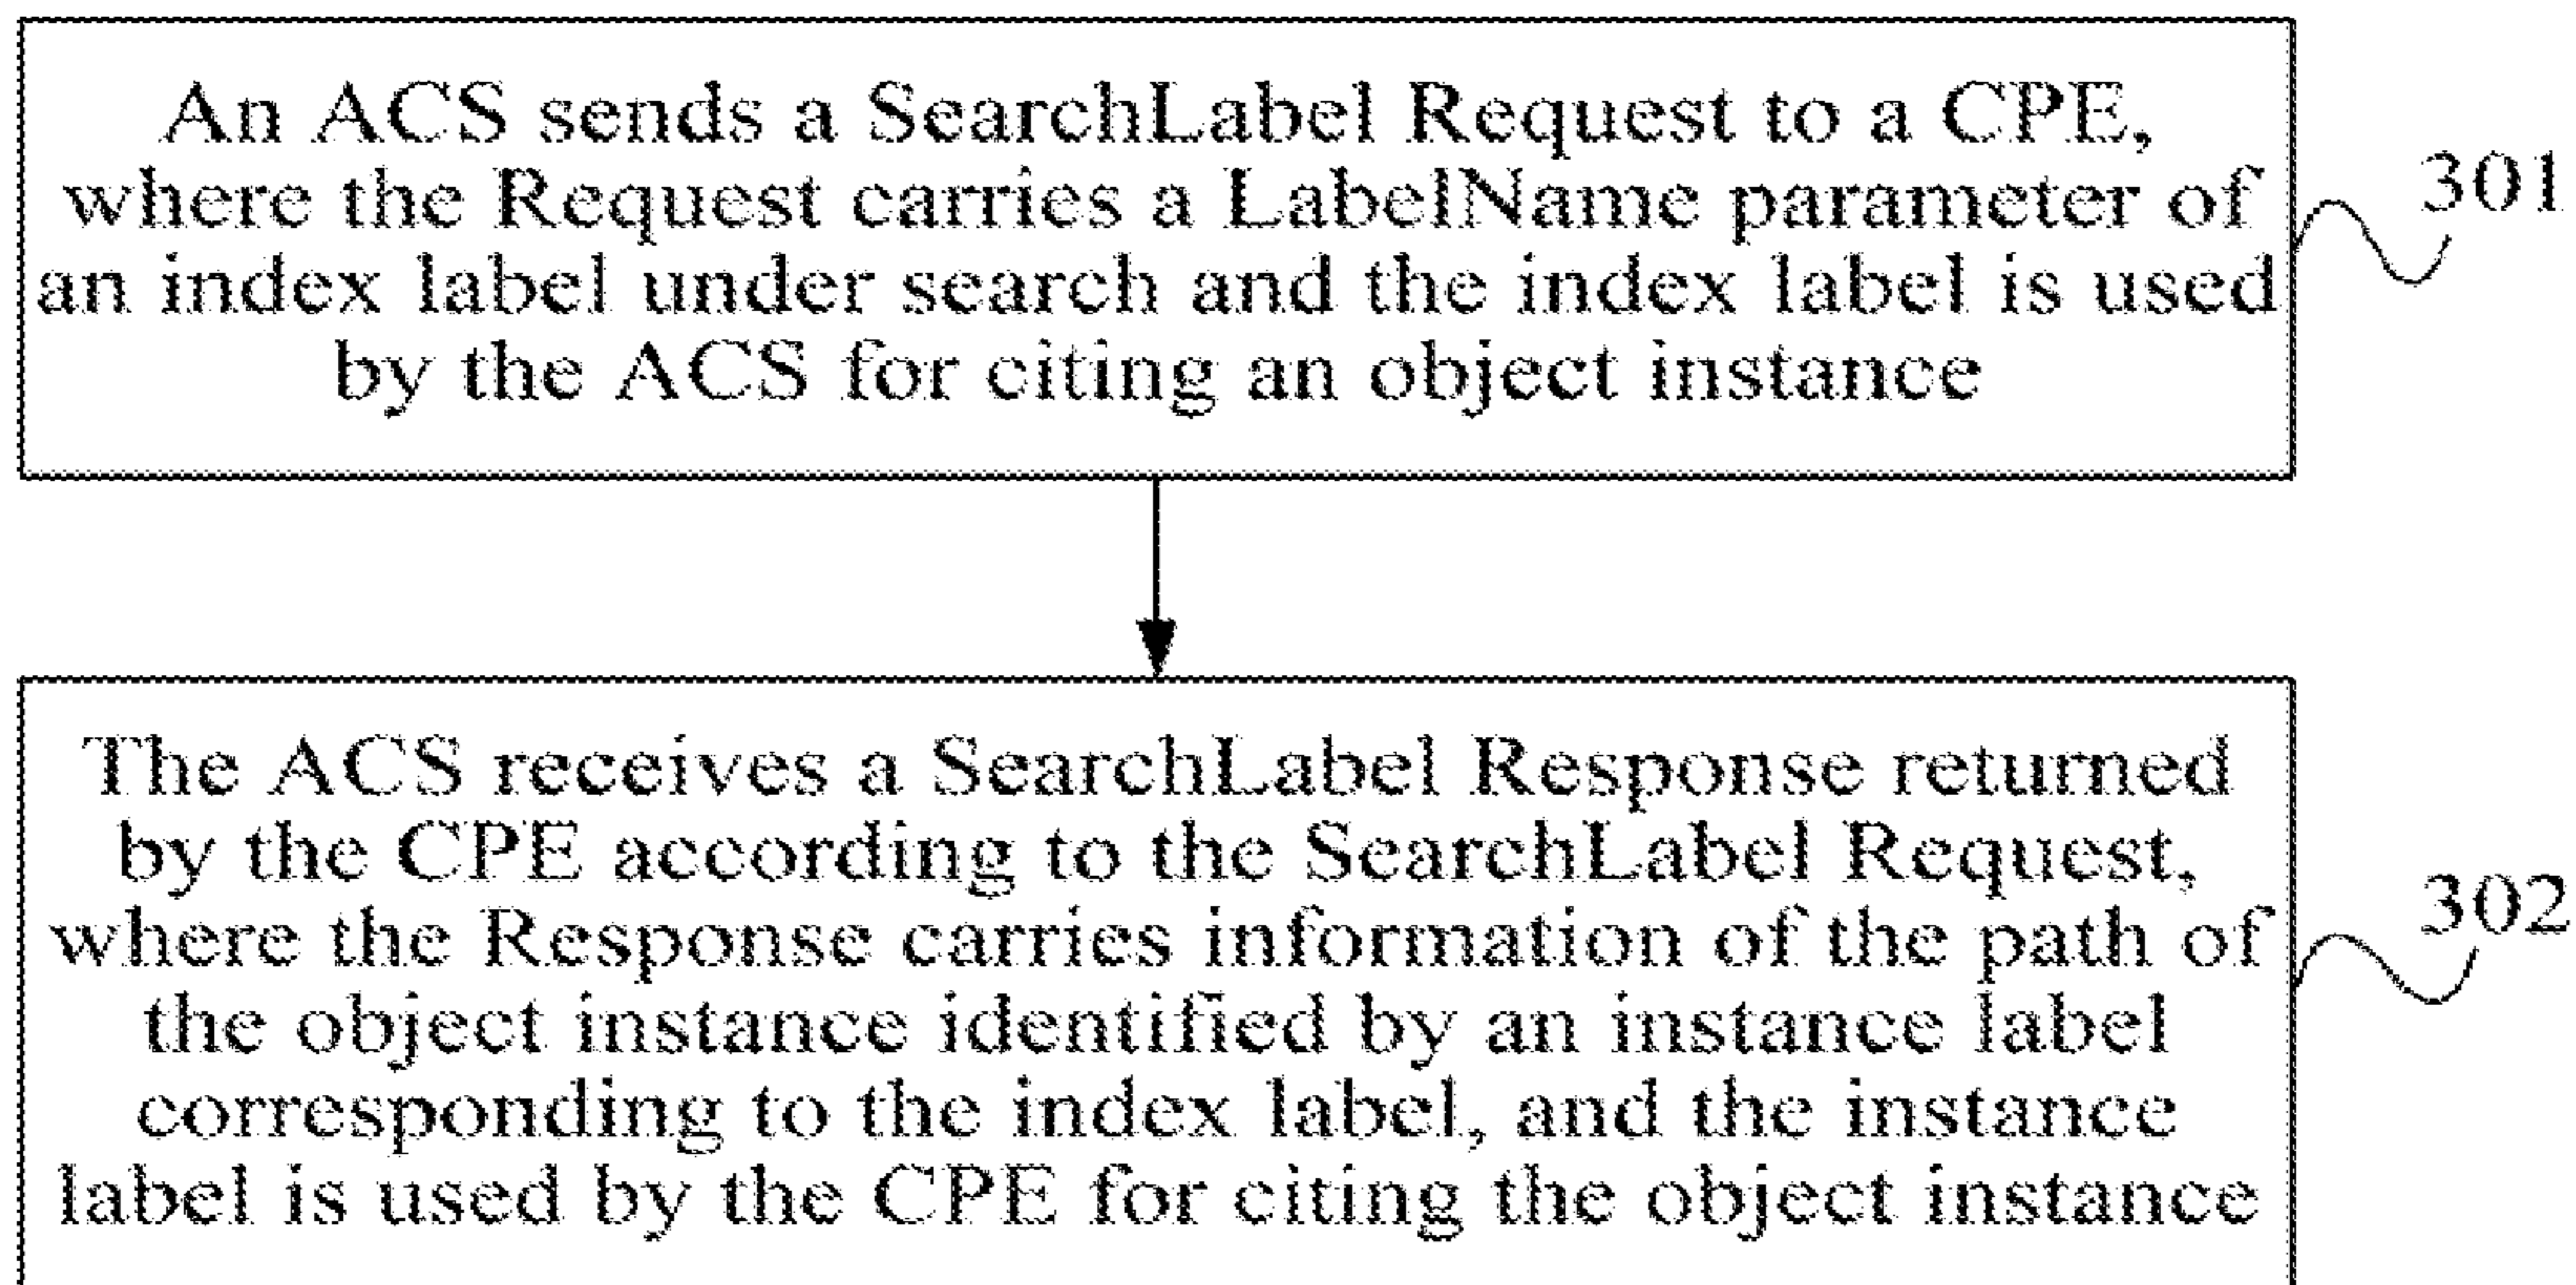 An ACS sends a SearchLabel Request to a CPE,
where the Request carries a LabelName parameter of
an index label under search and the index label is used
by the ACS for citing an object instance
301
The ACS receives a SearchLabel Response returned
by the CPE according to the SearchLabel Request,
where the Response carries information of the path of
the object instance identified by an instance label
corresponding to the index label, and the instance
label is used by the CPE for citing the object instance
302